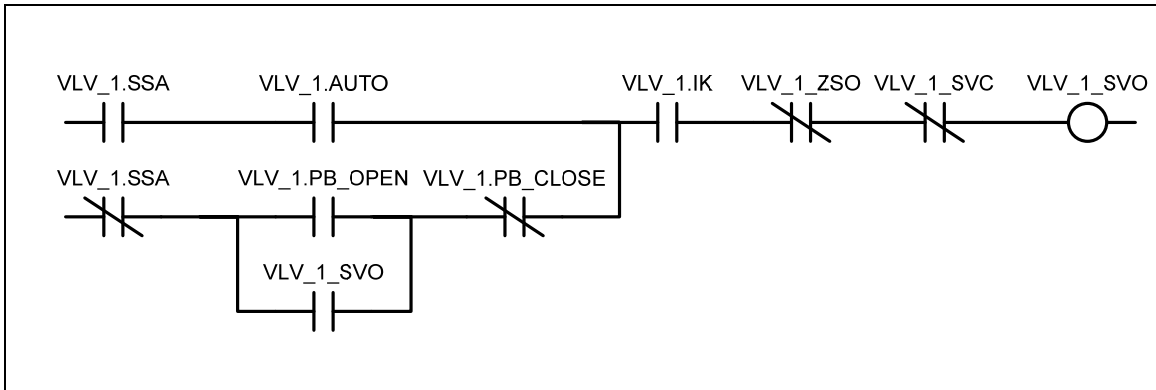 VLV_1.SSA VLV_1.AUTO VLV_1.IK VLV_1_ZSO VLV_1_SVC VLV_1_SVO
VLV_1.SSA VLV_1.PB_OPEN VLV_1.PB_CLOSE
VLV_1_SVO